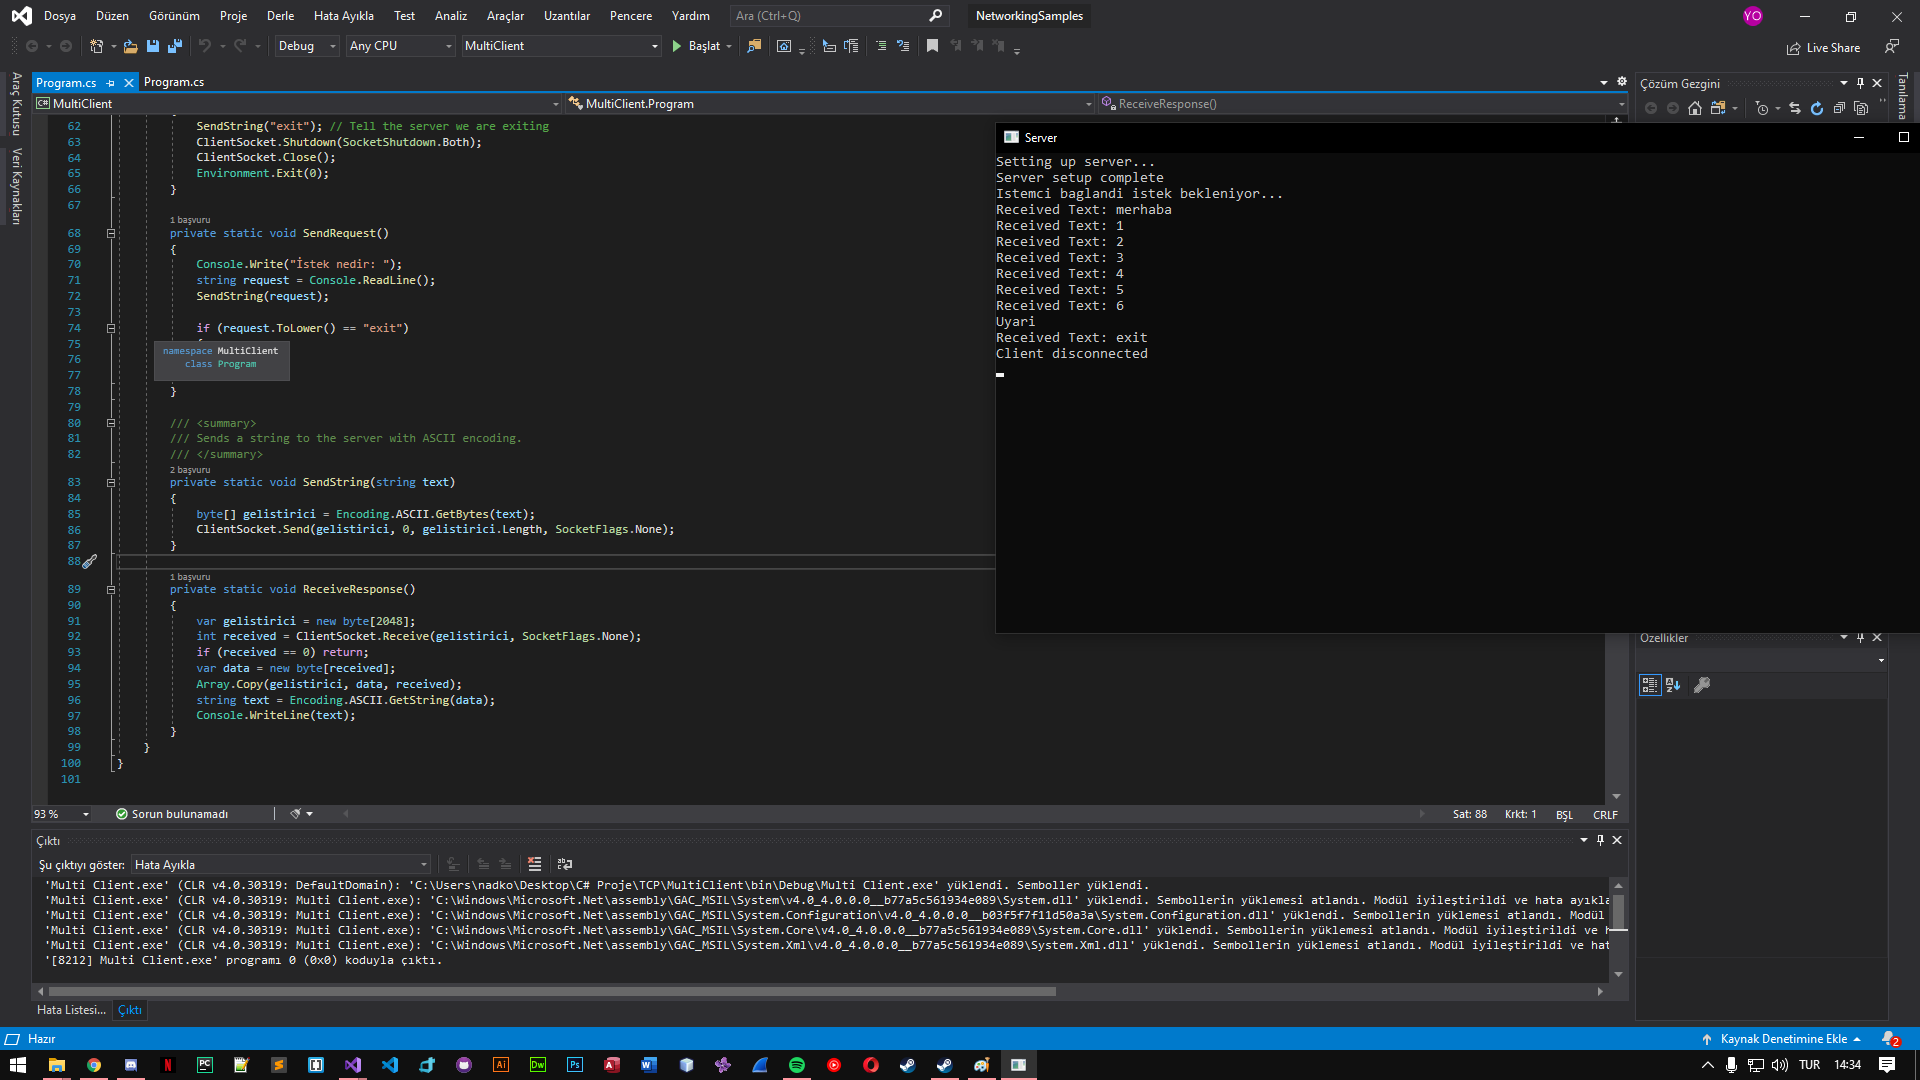 Dosya Düzen Görünüm Proje Derle Hata Ayıkla Test Analiz Araçlar Uzantılar Pencere Yardım Ara (Ctrl+Q) NetworkingSamples YO
Debug Any CPU MultiClient Başlat Live Share
Araç Kutusu
Veri Kaynakları
Program.cs Program.cs
MultiClient MultiClient.Program ReceiveResponse()
62 SendString("exit"); // Tell the server we are exiting
63 ClientSocket.Shutdown(SocketShutdown.Both);
64 ClientSocket.Close();
65 Environment.Exit(0);
66 }
67
1 başvuru
68 private static void SendRequest()
69 {
70 Console.Write("İstek nedir: ");
71 string request = Console.ReadLine();
72 SendString(request);
73
74 if (request.ToLower() == "exit")
75
76
77
namespace MultiClient
class Program
78 }
79
80 /// <summary>
81 /// Sends a string to the server with ASCII encoding.
82 /// </summary>
2 başvuru
83 private static void SendString(string text)
84 {
85 byte[] gelistirici = Encoding.ASCII.GetBytes(text);
86 ClientSocket.Send(gelistirici, 0, gelistirici.Length, SocketFlags.None);
87 }
88
1 başvuru
89 private static void ReceiveResponse()
90 {
91 var gelistirici = new byte[2048];
92 int received = ClientSocket.Receive(gelistirici, SocketFlags.None);
93 if (received == 0) return;
94 var data = new byte[received];
95 Array.Copy(gelistirici, data, received);
96 string text = Encoding.ASCII.GetString(data);
97 Console.WriteLine(text);
98 }
99 }
100 }
101
93 % Sorun bulunamadı Sat: 88 Krkt: 1 BŞL CRLF
Server
Setting up server...
Server setup complete
Istemci baglandi istek bekleniyor...
Received Text: merhaba
Received Text: 1
Received Text: 2
Received Text: 3
Received Text: 4
Received Text: 5
Received Text: 6
Uyari
Received Text: exit
Client disconnected
Çözüm Gezgini
Tanılama
Özellikler
Çıktı
Şu çıktıyı göster: Hata Ayıkla
'Multi Client.exe' (CLR v4.0.30319: DefaultDomain): 'C:\Users\nadko\Desktop\C# Proje\TCP\MultiClient\bin\Debug\Multi Client.exe' yüklendi. Semboller yüklendi.
'Multi Client.exe' (CLR v4.0.30319: Multi Client.exe): 'C:\Windows\Microsoft.Net\assembly\GAC_MSIL\System\v4.0_4.0.0.0__b77a5c561934e089\System.dll' yüklendi. Sembollerin yüklemesi atlandı. Modül iyileştirildi ve hata ayıkla
'Multi Client.exe' (CLR v4.0.30319: Multi Client.exe): 'C:\Windows\Microsoft.Net\assembly\GAC_MSIL\System.Configuration\v4.0_4.0.0.0__b03f5f7f11d50a3a\System.Configuration.dll' yüklendi. Sembollerin yüklemesi atlandı. Modül
'Multi Client.exe' (CLR v4.0.30319: Multi Client.exe): 'C:\Windows\Microsoft.Net\assembly\GAC_MSIL\System.Core\v4.0_4.0.0.0__b77a5c561934e089\System.Core.dll' yüklendi. Sembollerin yüklemesi atlandı. Modül iyileştirildi ve h
'Multi Client.exe' (CLR v4.0.30319: Multi Client.exe): 'C:\Windows\Microsoft.Net\assembly\GAC_MSIL\System.Xml\v4.0_4.0.0.0__b77a5c561934e089\System.Xml.dll' yüklendi. Sembollerin yüklemesi atlandı. Modül iyileştirildi ve hat
'[8212] Multi Client.exe' programı 0 (0x0) koduyla çıktı.
Hata Listesi... Çıktı
Hazır Kaynak Denetimine Ekle 2
TUR 14:34